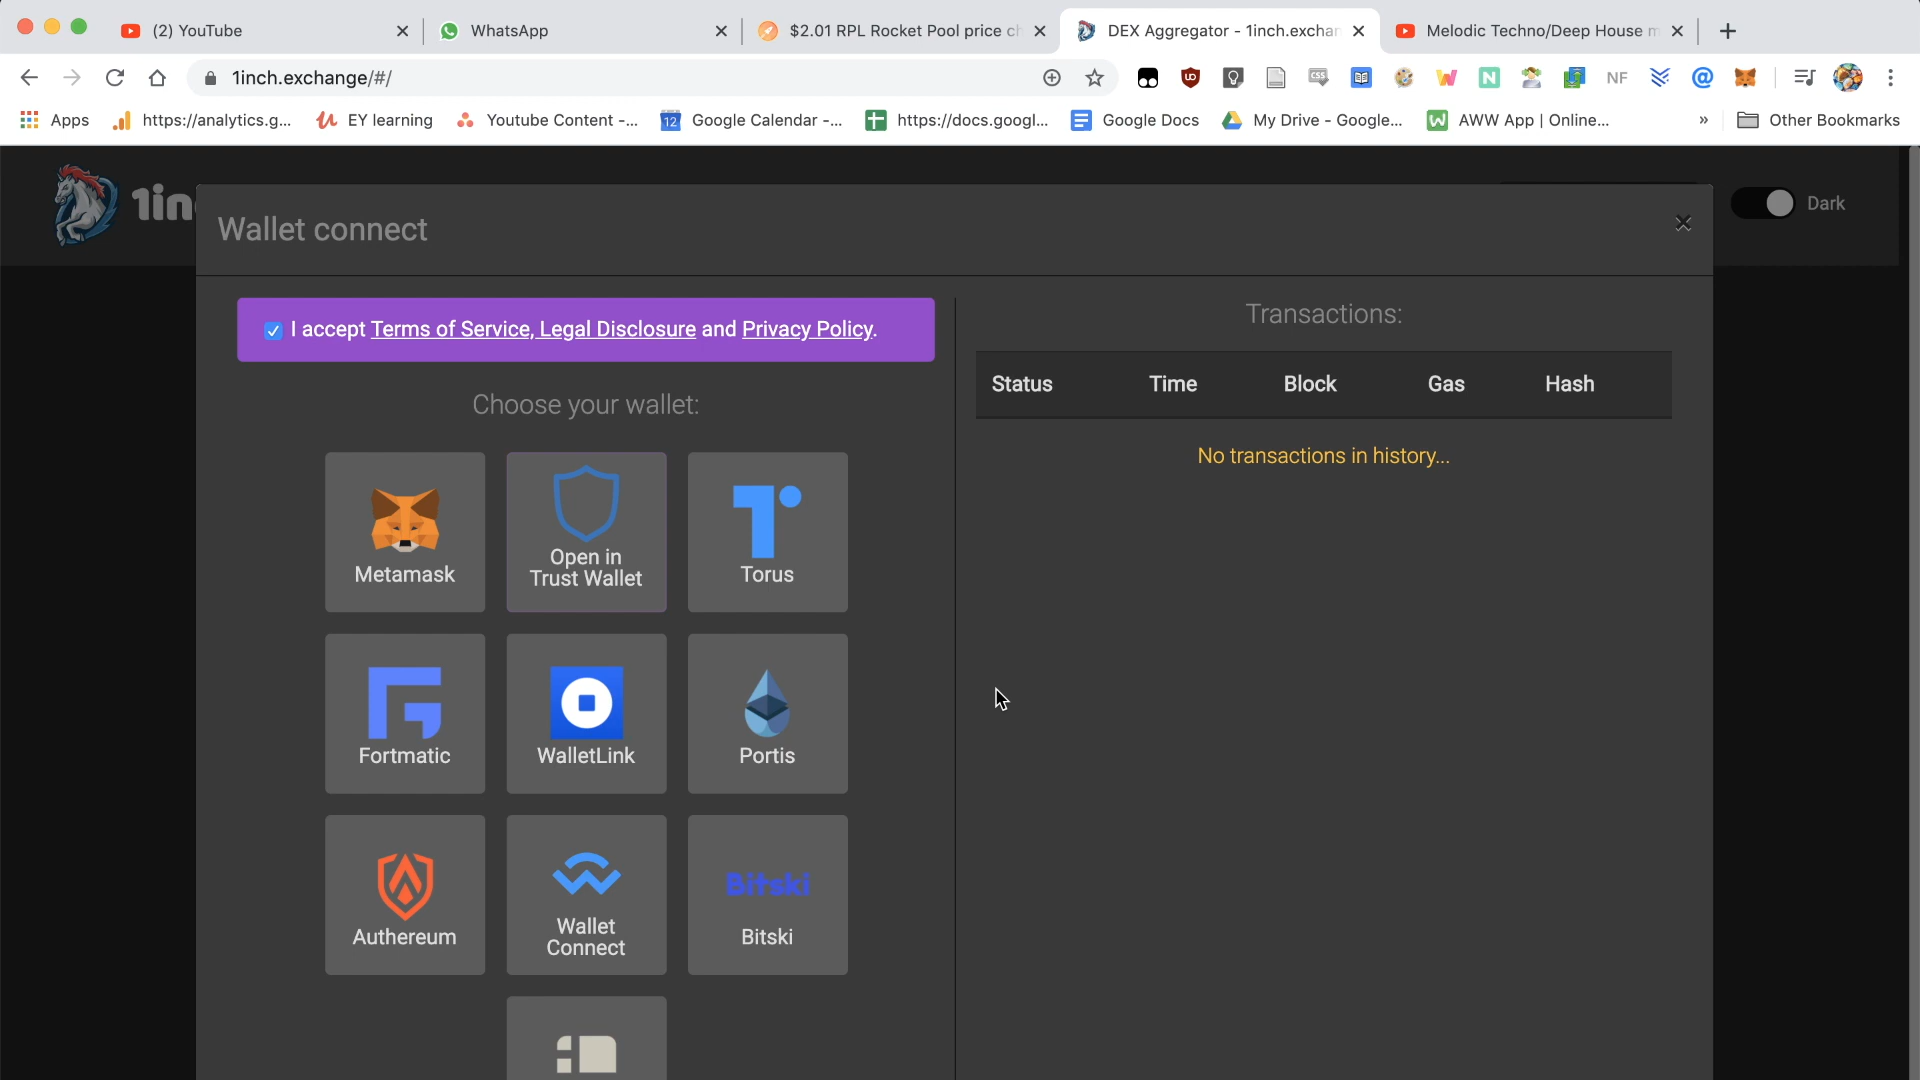 (2) YouTube
WhatsApp
$2.01 RPL Rocket Pool price ch
DEX Aggregator - 1inch.exchan
Melodic Techno/Deep House m
1inch.exchange/#/
NF
Apps
https://analytics.g...
EY learning
Youtube Content -...
12
Google Calendar -...
https://docs.googl...
Google Docs
My Drive - Google...
AWW App | Online...
»
Other Bookmarks
1in
Dark
Wallet connect
I accept Terms of Service, Legal Disclosure and Privacy Policy.
Choose your wallet:
Metamask
Open in
Trust Wallet
Torus
Fortmatic
WalletLink
Portis
Authereum
Wallet
Connect
Bitski
Bitski
Transactions:
Status Time Block Gas Hash
No transactions in history...